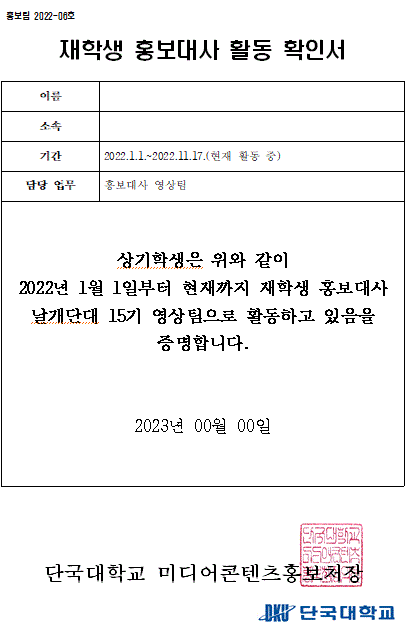 홍보팀 2022-06호
재학생 홍보대사 활동 확인서
이름
소속
기간 2022.1.1.~2022.11.17.(현재 활동 중)
담당 업무 홍보대사 영상팀
상기학생은 위와 같이
2022년 1월 1일부터 현재까지 재학생 홍보대사
날개단대 15기 영상팀으로 활동하고 있음을
증명합니다.
2023년 00월 00일
단국대학교 미디어콘텐츠홍보처장
DKU 단국대학교